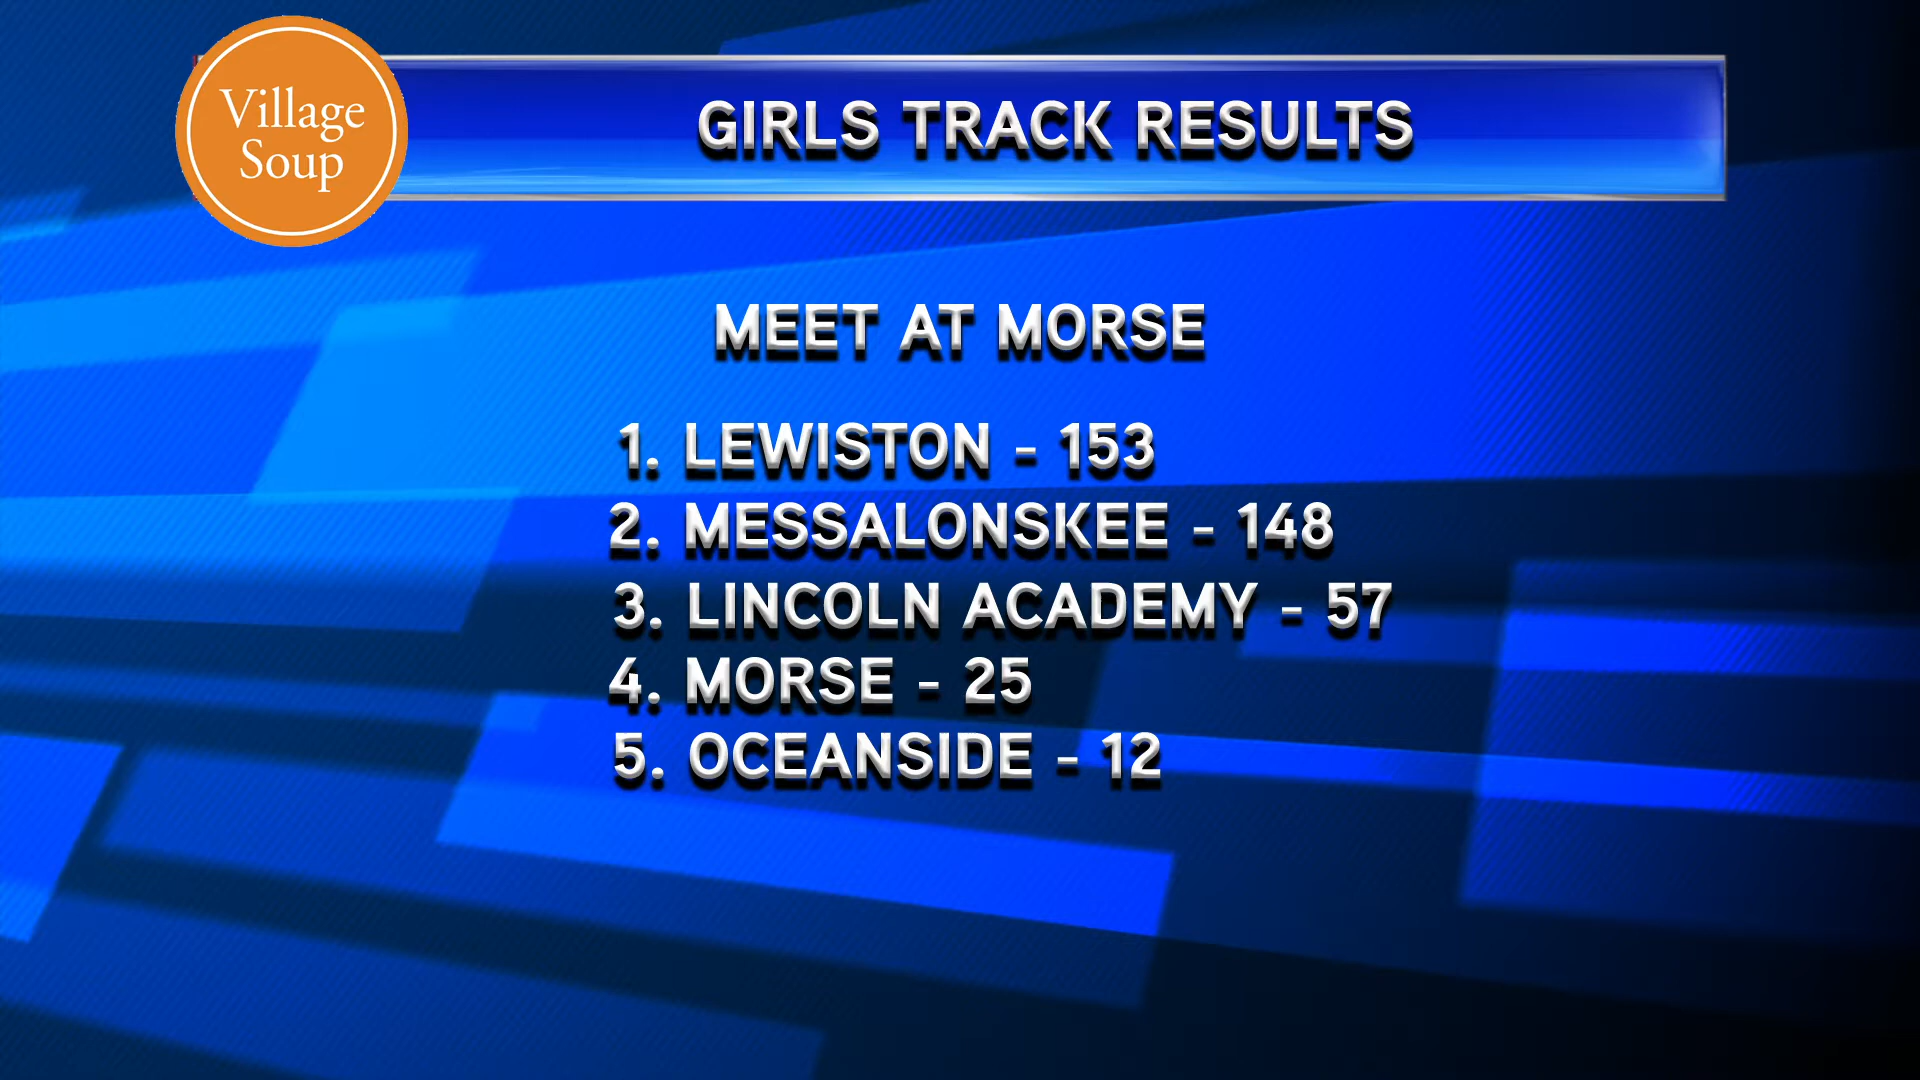 Village
Soup
GIRLS TRACK RESULTS
MEET AT MORSE
1. LEWISTON - 153
2. MESSALONSKEE - 148
3. LINCOLN ACADEMY - 57
4. MORSE - 25
5. OCEANSIDE - 12